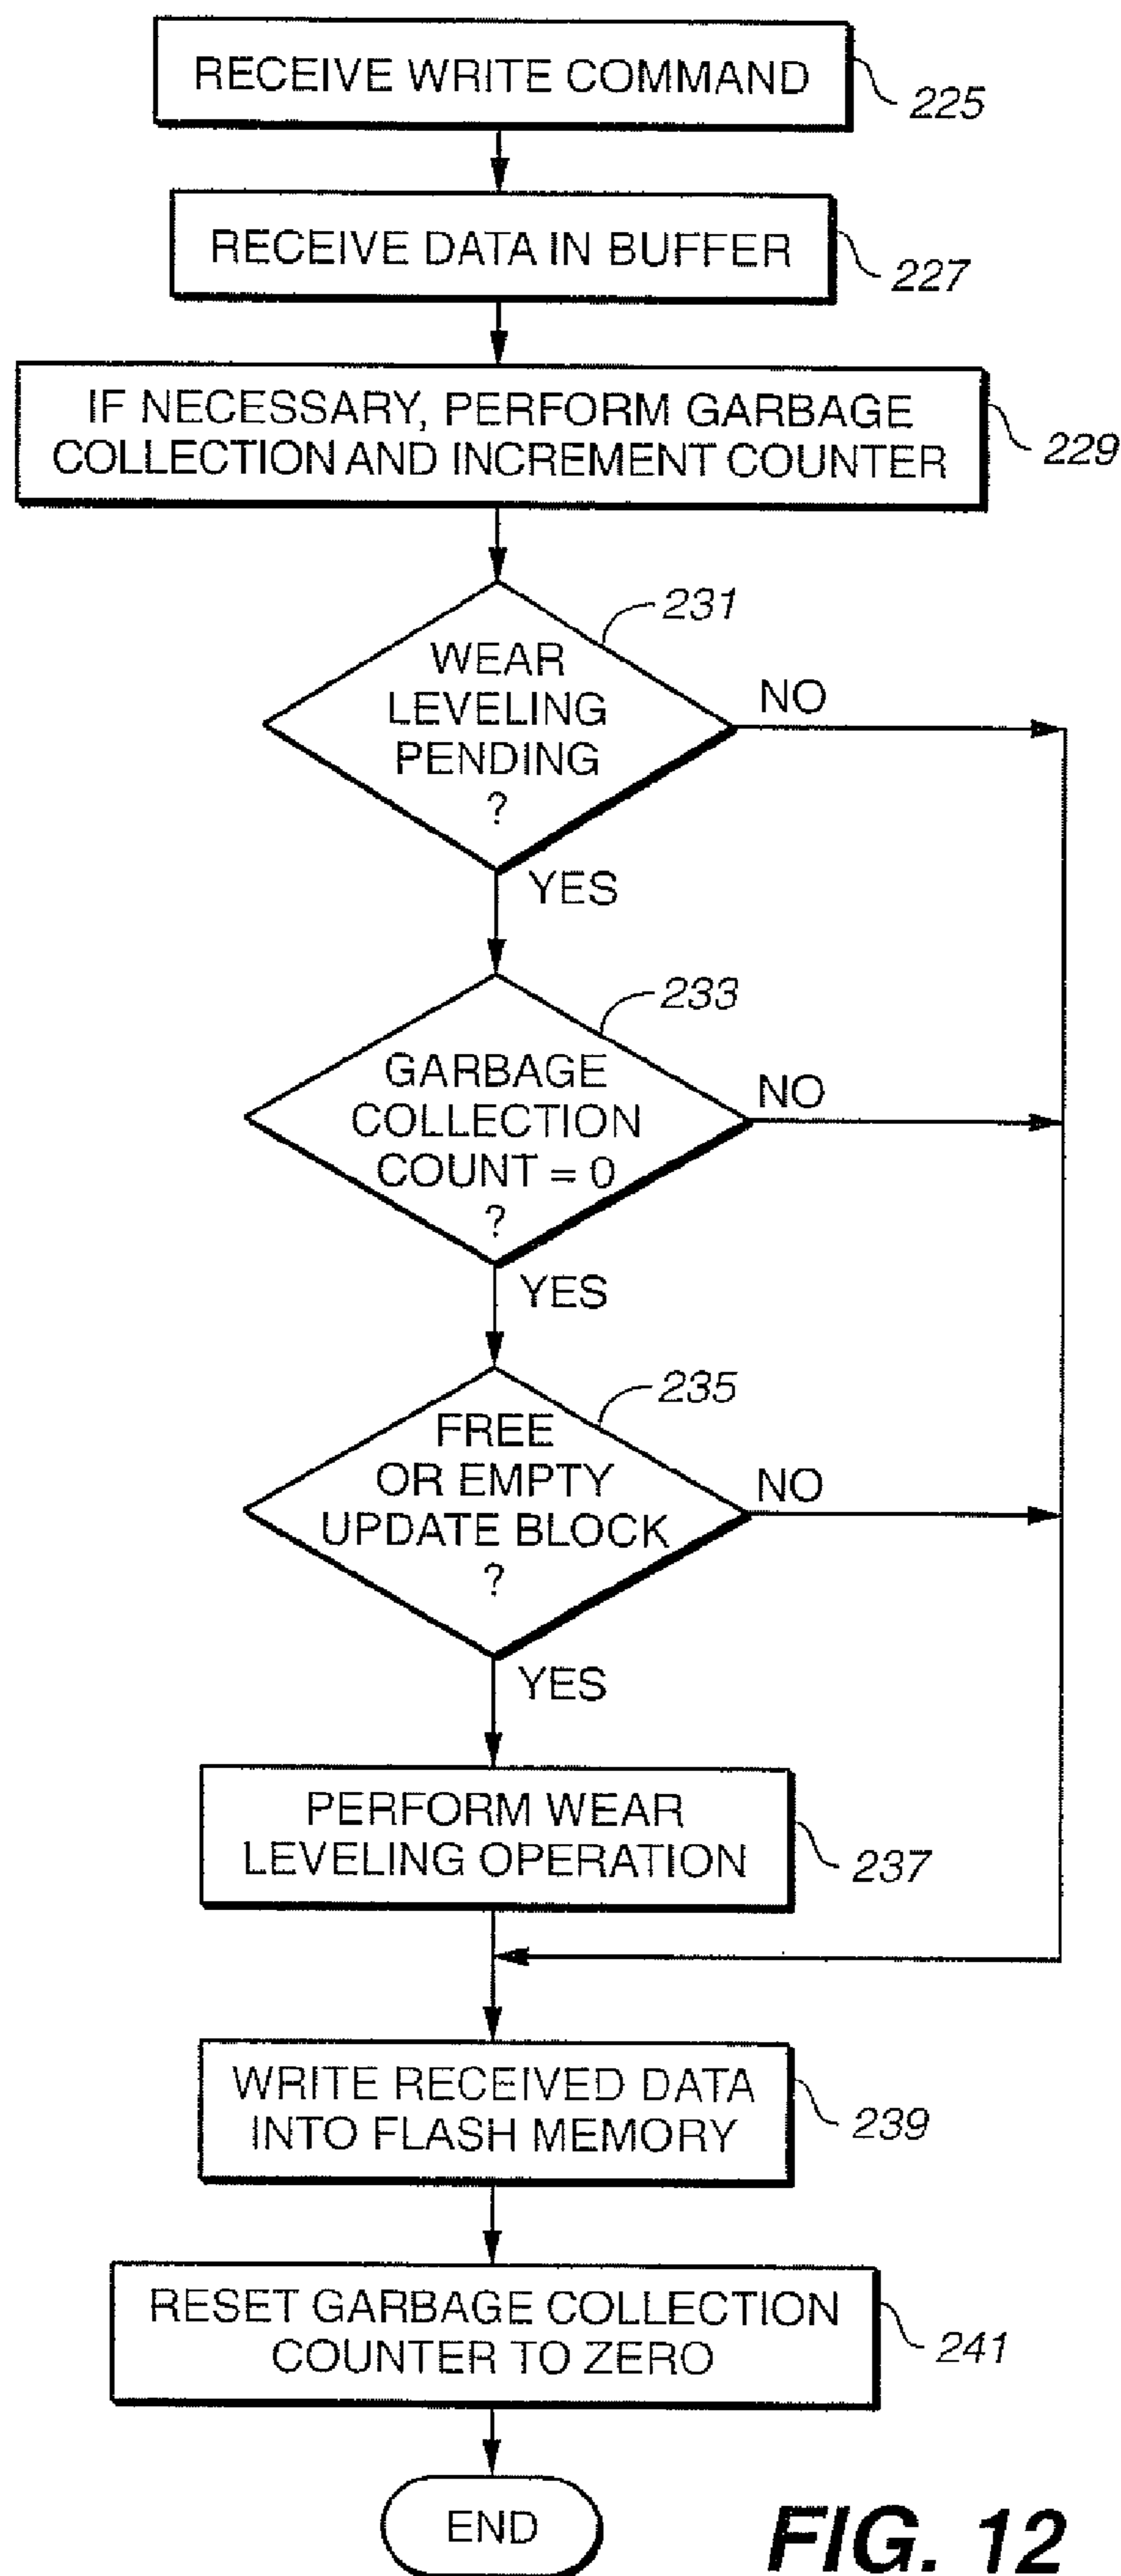 RECEIVE WRITE COMMAND
225
RECEIVE DATA IN BUFFER
227
IF NECESSARY, PERFORM GARBAGE
COLLECTION AND INCREMENT COUNTER
229
231
WEAR
LEVELING
PENDING
?
NO
YES
233
GARBAGE
COLLECTION
COUNT = 0
?
NO
YES
235
FREE
OR EMPTY
UPDATE BLOCK
?
NO
YES
PERFORM WEAR
LEVELING OPERATION
237
WRITE RECEIVED DATA
INTO FLASH MEMORY
239
RESET GARBAGE COLLECTION
COUNTER TO ZERO
241
END
FIG. 12